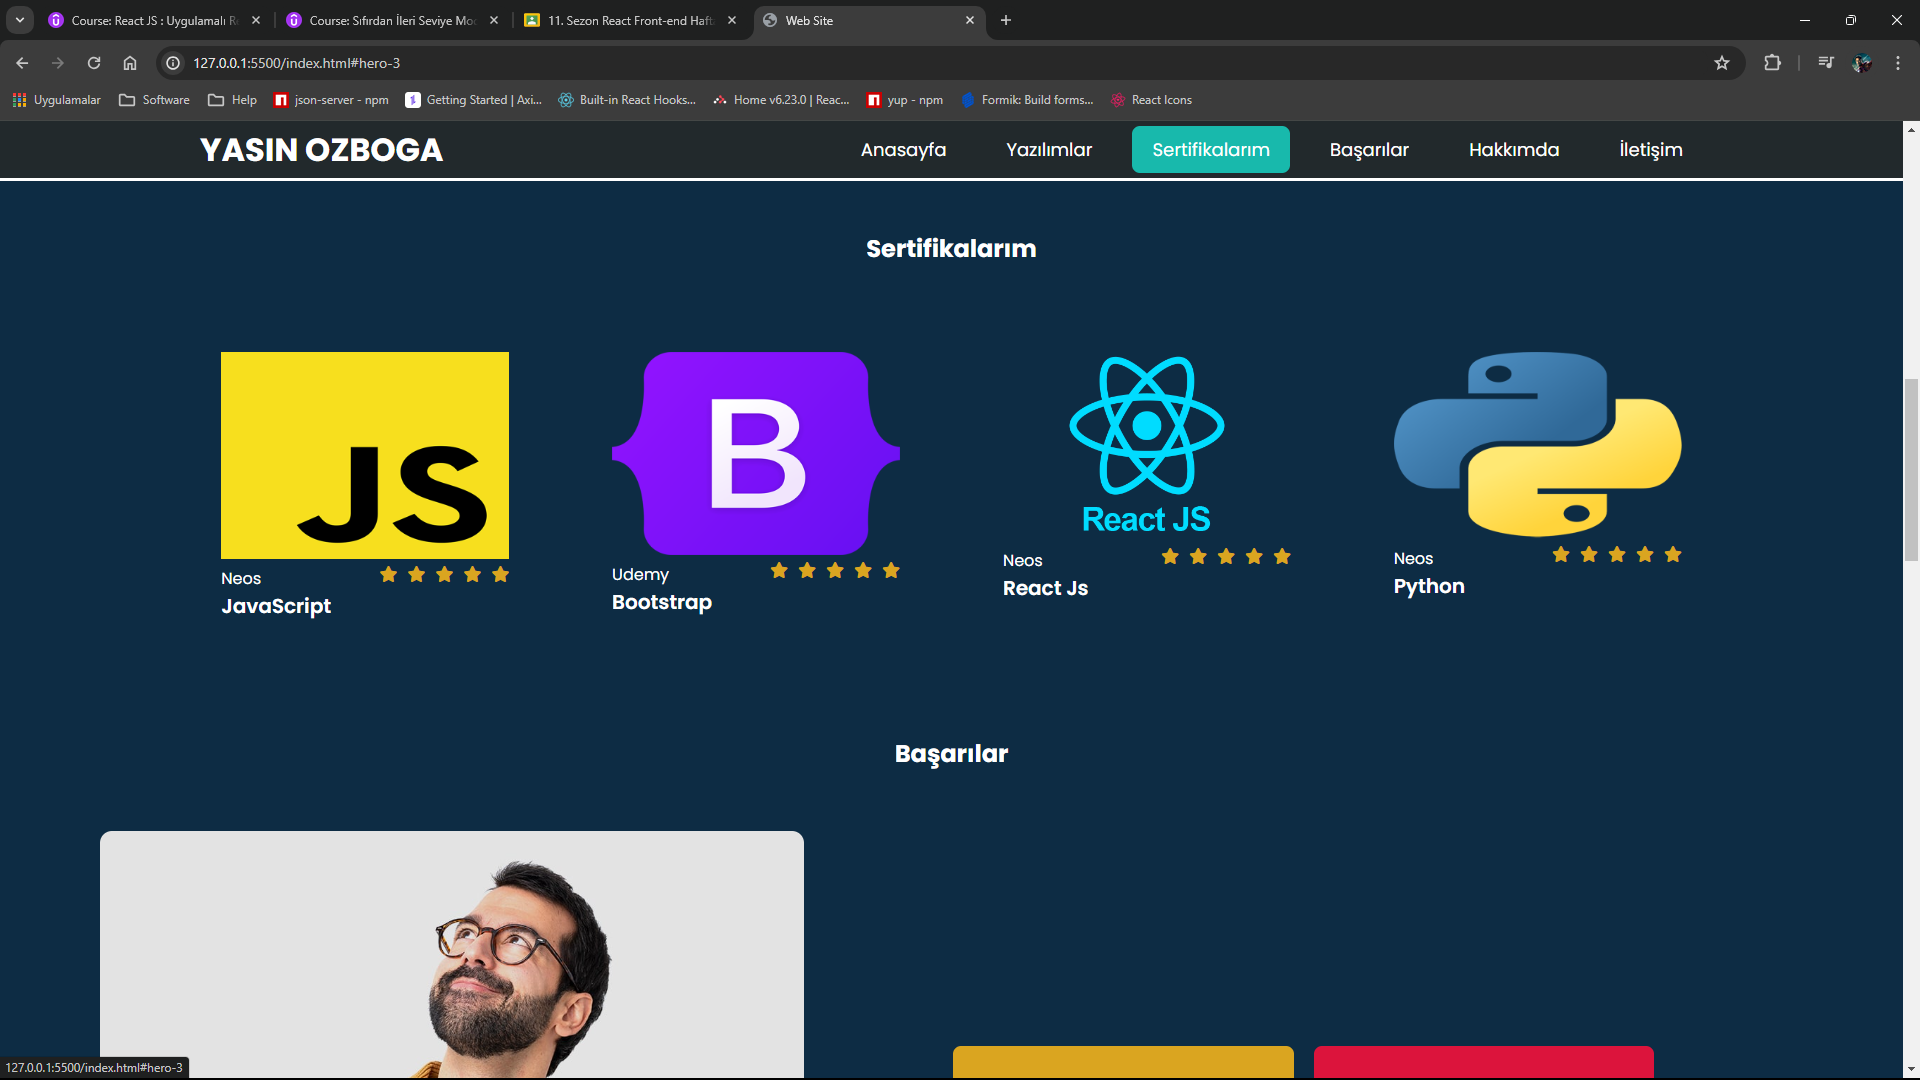 Course: React JS : Uygulamalı Re
Course: Sıfırdan İleri Seviye Mod
11. Sezon React Front-end Hafta
Web Site
127.0.0.1:5500/index.html#hero-3
Uygulamalar
Software
Help
json-server - npm
Getting Started | Axi...
Built-in React Hooks...
Home v6.23.0 | Reac...
yup - npm
Formik: Build forms...
React Icons
YASIN OZBOGA
Anasayfa
Yazılımlar
Sertifikalarım
Başarılar
Hakkımda
İletişim
Sertifikalarım
JS
Neos
JavaScript
B
Udemy
Bootstrap
React JS
Neos
React Js
Neos
Python
Başarılar
127.0.0.1:5500/index.html#hero-3